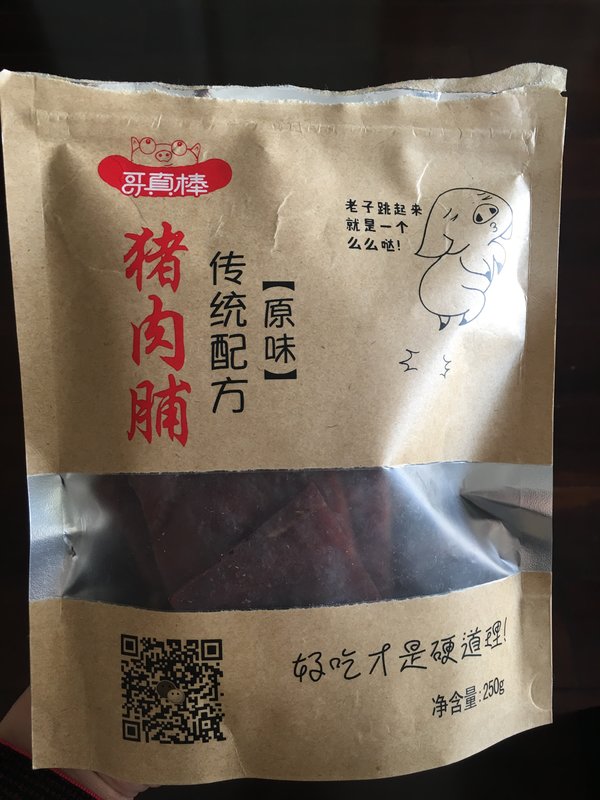 哥真棒
猪肉脯
传统配方
【原味】
老子跳起来
就是一个
么么哒!
好吃才是硬道理!
净含量:250g